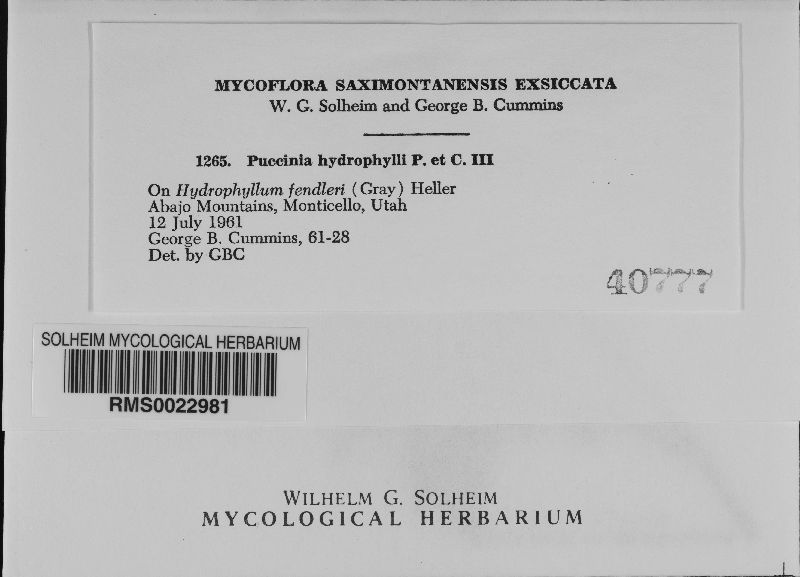 MYCOFLORA SAXIMONTANENSIS EXSICCATA
W. G. Solheim and George B. Cummins
1265. Puccinia hydrophylli P. et C. III
On Hydrophyllum fendleri (Gray) Heller
Abajo Mountains, Monticello, Utah
12 July 1961
George B. Cummins, 61-28
Det. by GBC
40777
SOLHEIM MYCOLOGICAL HERBARIUM
RMS0022981
WILHELM G. SOLHEIM
MYCOLOGICAL HERBARIUM